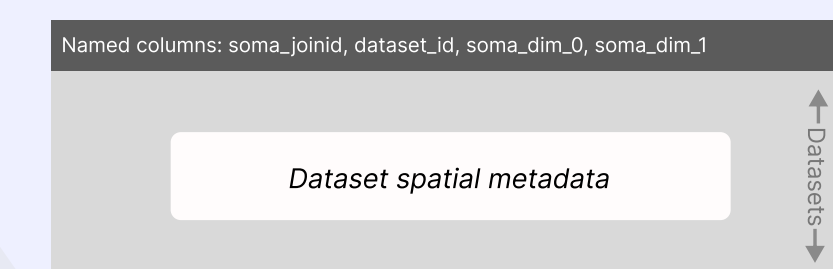 Named columns: soma_joinid, dataset_id, soma_dim_0, soma_dim_1
Dataset spatial metadata
Datasets